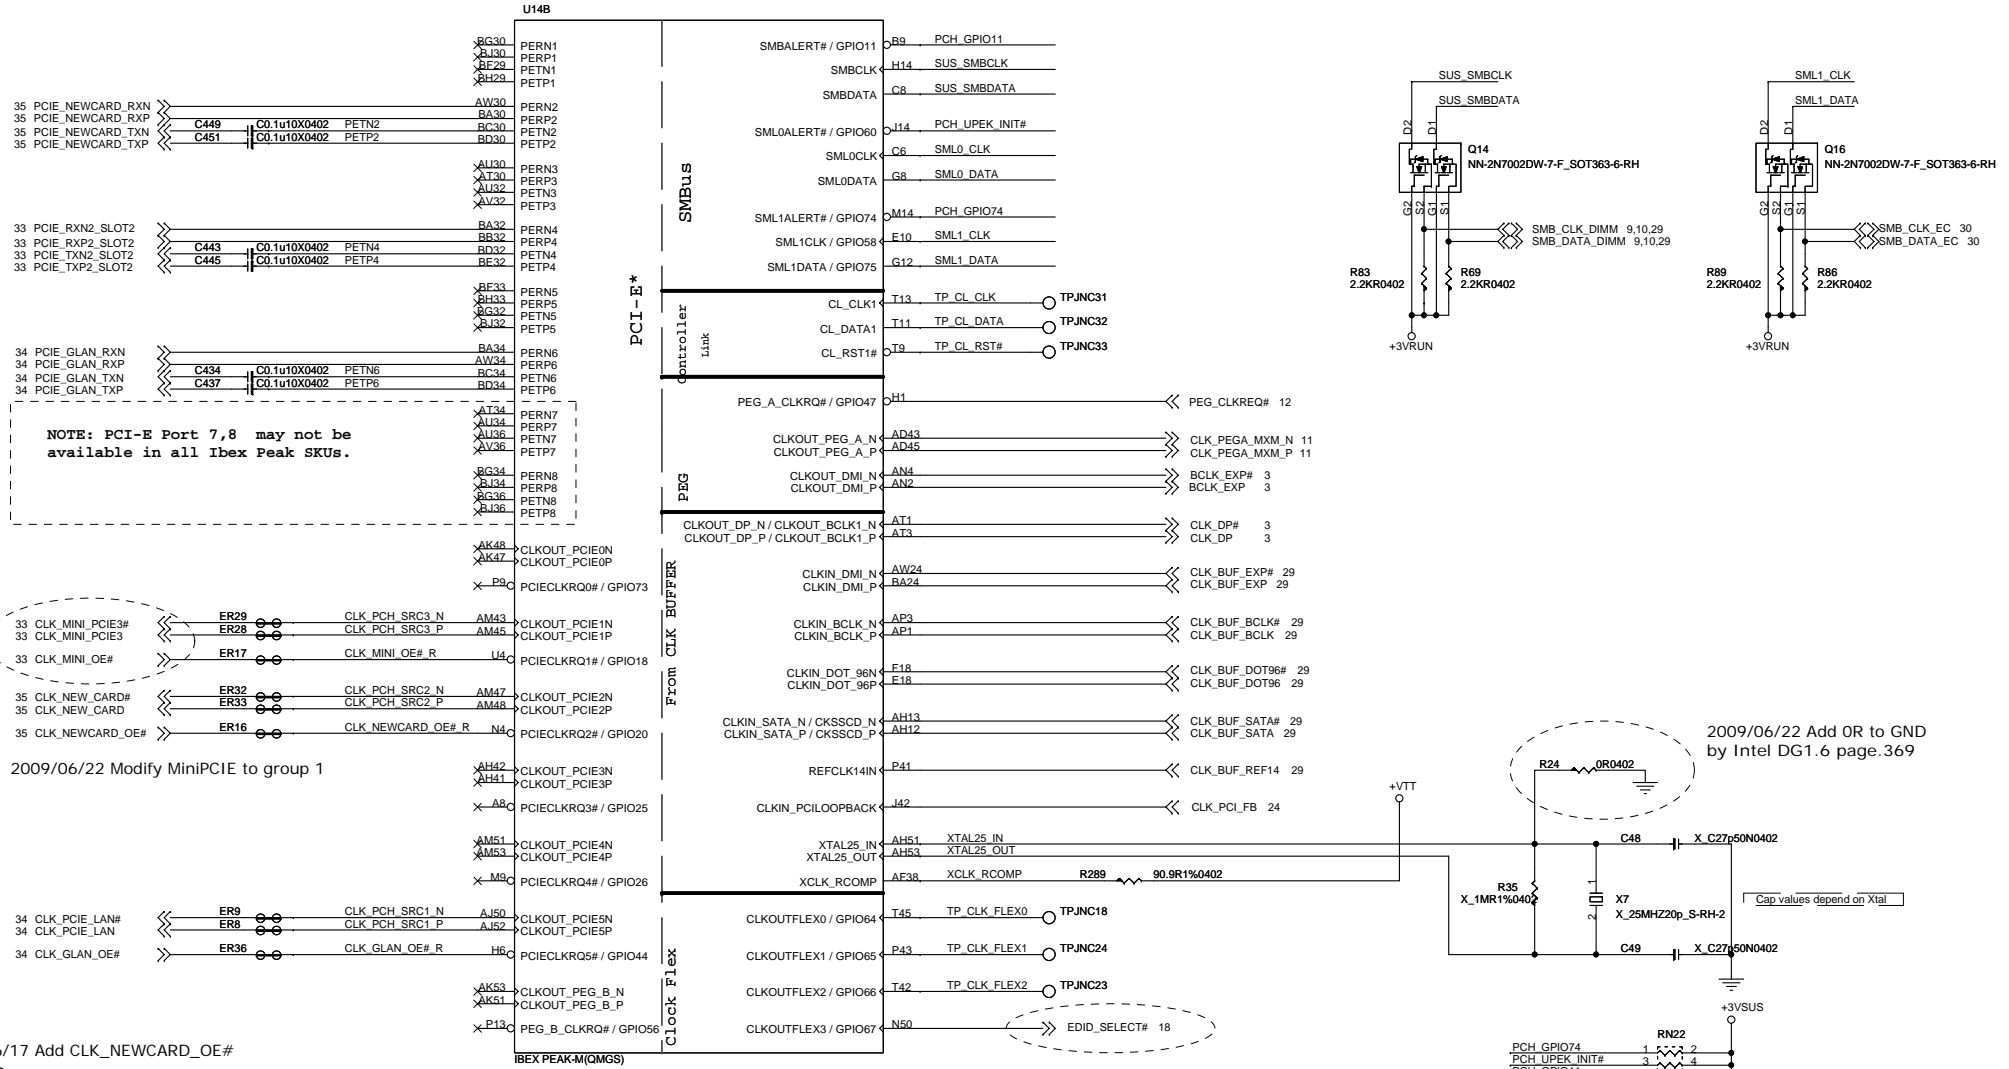 U14B
BG30 PERN1
BJ30 PERP1
BF29 PETN1
BH29 PETP1
35 PCIE_NEWCARD_RXN AW30 PERN2
35 PCIE_NEWCARD_RXP BA30 PERP2
35 PCIE_NEWCARD_TXN C449 C0.1u10X0402 PETN2 BC30 PETN2
35 PCIE_NEWCARD_TXP C451 C0.1u10X0402 PETP2 BD30 PETP2
AU30 PERN3
AT30 PERP3
AU32 PETN3
AV32 PETP3
33 PCIE_RXN2_SLOT2 BA32 PERN4
33 PCIE_RXP2_SLOT2 BB32 PERP4
33 PCIE_TXN2_SLOT2 C443 C0.1u10X0402 PETN4 BD32 PETN4
33 PCIE_TXP2_SLOT2 C445 C0.1u10X0402 PETP4 BE32 PETP4
BF33 PERN5
BH33 PERP5
BG32 PETN5
BJ32 PETP5
34 PCIE_GLAN_RXN BA34 PERN6
34 PCIE_GLAN_RXP AW34 PERP6
34 PCIE_GLAN_TXN C434 C0.1u10X0402 PETN6 BC34 PETN6
34 PCIE_GLAN_TXP C437 C0.1u10X0402 PETP6 BD34 PETP6
AT34 PERN7
AU34 PERP7
AU36 PETN7
AV36 PETP7
NOTE: PCI-E Port 7,8 may not be
available in all Ibex Peak SKUs.
BG34 PERN8
BJ34 PERP8
BG36 PETN8
BJ36 PETP8
AK48 CLKOUT_PCIE0N
AK47 CLKOUT_PCIE0P
P9 PCIECLKRQ0# / GPIO73
33 CLK_MINI_PCIE3# ER29 CLK_PCH_SRC3_N AM43 CLKOUT_PCIE1N
33 CLK_MINI_PCIE3 ER28 CLK_PCH_SRC3_P AM45 CLKOUT_PCIE1P
33 CLK_MINI_OE# ER17 CLK_MINI_OE#_R U4 PCIECLKRQ1# / GPIO18
35 CLK_NEW_CARD# ER32 CLK_PCH_SRC2_N AM47 CLKOUT_PCIE2N
35 CLK_NEW_CARD ER33 CLK_PCH_SRC2_P AM48 CLKOUT_PCIE2P
35 CLK_NEWCARD_OE# ER16 CLK_NEWCARD_OE#_R N4 PCIECLKRQ2# / GPIO20
2009/06/22 Modify MiniPCIE to group 1
AH42 CLKOUT_PCIE3N
AH41 CLKOUT_PCIE3P
A8 PCIECLKRQ3# / GPIO25
AM51 CLKOUT_PCIE4N
AM53 CLKOUT_PCIE4P
M9 PCIECLKRQ4# / GPIO26
34 CLK_PCIE_LAN# ER9 CLK_PCH_SRC1_N AJ50 CLKOUT_PCIE5N
34 CLK_PCIE_LAN ER8 CLK_PCH_SRC1_P AJ52 CLKOUT_PCIE5P
34 CLK_GLAN_OE# ER36 CLK_GLAN_OE#_R H6 PCIECLKRQ5# / GPIO44
AK53 CLKOUT_PEG_B_N
AK51 CLKOUT_PEG_B_P
P13 PEG_B_CLKRQ# / GPIO56
/17 Add CLK_NEWCARD_OE#
IBEX PEAK-M(QMGS)
PCI-E*
SMBus
Controller
Link
PEG
From CLK BUFFER
Clock Flex
SMBALERT# / GPIO11 B9 PCH_GPIO11
SMBCLK H14 SUS_SMBCLK
SMBDATA C8 SUS_SMBDATA
SML0ALERT# / GPIO60 J14 PCH_UPEK_INIT#
SML0CLK C6 SML0_CLK
SML0DATA G8 SML0_DATA
SML1ALERT# / GPIO74 M14 PCH_GPIO74
SML1CLK / GPIO58 E10 SML1_CLK
SML1DATA / GPIO75 G12 SML1_DATA
CL_CLK1 T13 TP_CL_CLK TPJNC31
CL_DATA1 T11 TP_CL_DATA TPJNC32
CL_RST1# T9 TP_CL_RST# TPJNC33
PEG_A_CLKRQ# / GPIO47 H1 PEG_CLKREQ# 12
CLKOUT_PEG_A_N AD43 CLK_PEGA_MXM_N 11
CLKOUT_PEG_A_P AD45 CLK_PEGA_MXM_P 11
CLKOUT_DMI_N AN4 BCLK_EXP# 3
CLKOUT_DMI_P AN2 BCLK_EXP 3
CLKOUT_DP_N / CLKOUT_BCLK1_N AT1 CLK_DP# 3
CLKOUT_DP_P / CLKOUT_BCLK1_P AT3 CLK_DP 3
CLKIN_DMI_N AW24 CLK_BUF_EXP# 29
CLKIN_DMI_P BA24 CLK_BUF_EXP 29
CLKIN_BCLK_N AP3 CLK_BUF_BCLK# 29
CLKIN_BCLK_P AP1 CLK_BUF_BCLK 29
CLKIN_DOT_96N F18 CLK_BUF_DOT96# 29
CLKIN_DOT_96P E18 CLK_BUF_DOT96 29
CLKIN_SATA_N / CKSSCD_N AH13 CLK_BUF_SATA# 29
CLKIN_SATA_P / CKSSCD_P AH12 CLK_BUF_SATA 29
REFCLK14IN P41 CLK_BUF_REF14 29
CLKIN_PCILOOPBACK J42 CLK_PCI_FB 24
XTAL25_IN AH51 XTAL25_IN
XTAL25_OUT AH53 XTAL25_OUT
XCLK_RCOMP AF38 XCLK_RCOMP R289 90.9R1%0402
+VTT
CLKOUTFLEX0 / GPIO64 T45 TP_CLK_FLEX0 TPJNC18
CLKOUTFLEX1 / GPIO65 P43 TP_CLK_FLEX1 TPJNC24
CLKOUTFLEX2 / GPIO66 T42 TP_CLK_FLEX2 TPJNC23
CLKOUTFLEX3 / GPIO67 N50 EDID_SELECT# 18
SUS_SMBCLK
SUS_SMBDATA
D2 D1
Q14
NN-2N7002DW-7-F_SOT363-6-RH
G2 S2 G1 S1
SMB_CLK_DIMM 9,10,29
SMB_DATA_DIMM 9,10,29
R83
2.2KR0402
R69
2.2KR0402
+3VRUN
SML1_CLK
SML1_DATA
D2 D1
Q16
NN-2N7002DW-7-F_SOT363-6-RH
G2 S2 G1 S1
SMB_CLK_EC 30
SMB_DATA_EC 30
R89
2.2KR0402
R86
2.2KR0402
+3VRUN
2009/06/22 Add 0R to GND
by Intel DG1.6 page.369
R24 0R0402
C48 X_C27p50N0402
R35
X_1MR1%0402
1
X7
2
X_25MHZ20p_S-RH-2
Cap values depend on Xtal
C49 X_C27p50N0402
+3VSUS
RN22
PCH_GPIO74 1 2
PCH_UPEK_INIT# 3 4